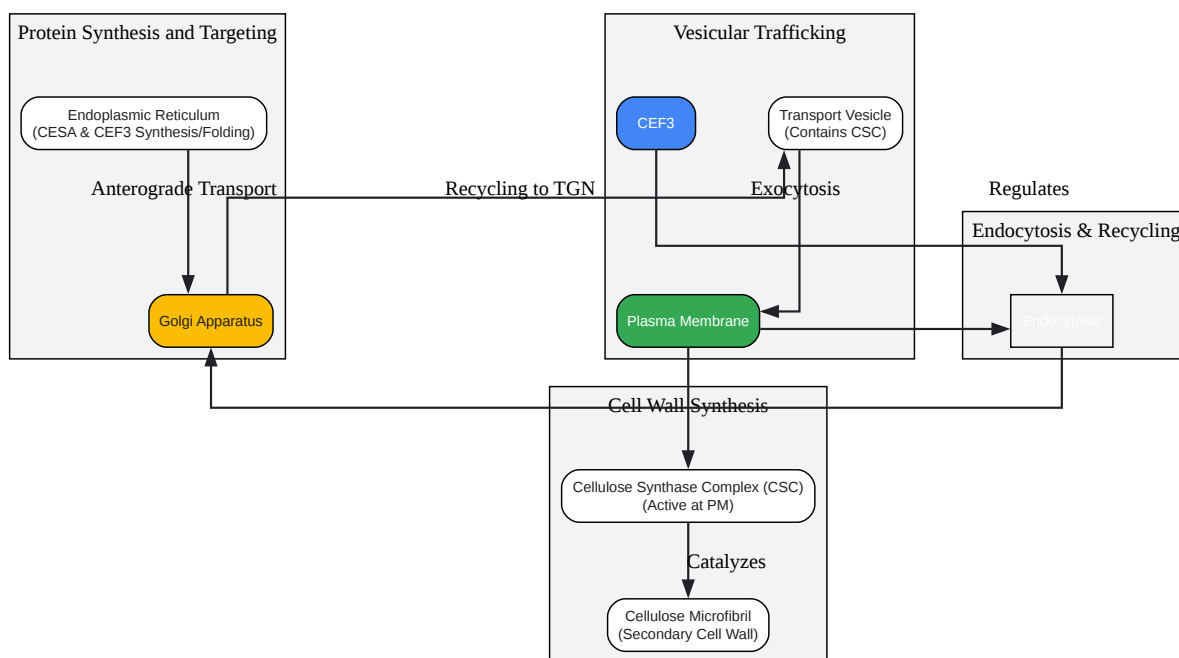 Protein Synthesis and Targeting
Vesicular Trafficking
Endoplasmic Reticulum
(CESA & CEF3 Synthesis/Folding)
CEF3
Transport Vesicle
(Contains CSC)
Anterograde Transport
Recycling to TGN
Exocytosis
Regulates
Endocytosis & Recycling
Golgi Apparatus
Plasma Membrane
Endocytosis
Cell Wall Synthesis
Cellulose Synthase Complex (CSC)
(Active at PM)
Catalyzes
Cellulose Microfibril
(Secondary Cell Wall)